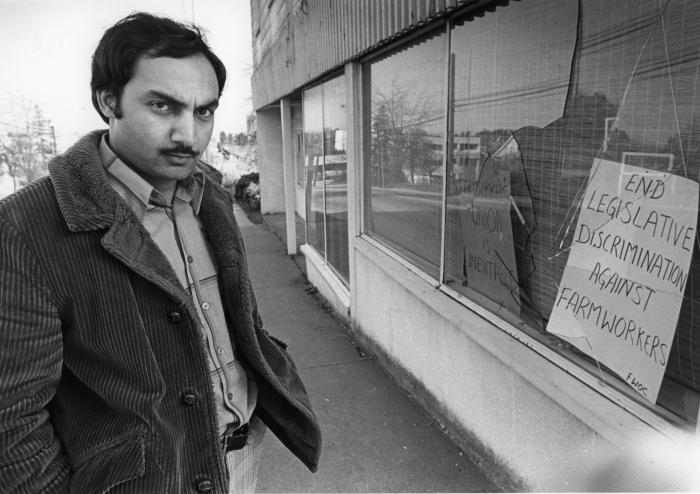 UNION
IS
END
LEGISLATIVE
DISCRIMINATION
AGAINST
FARMWORKERS
FWOC